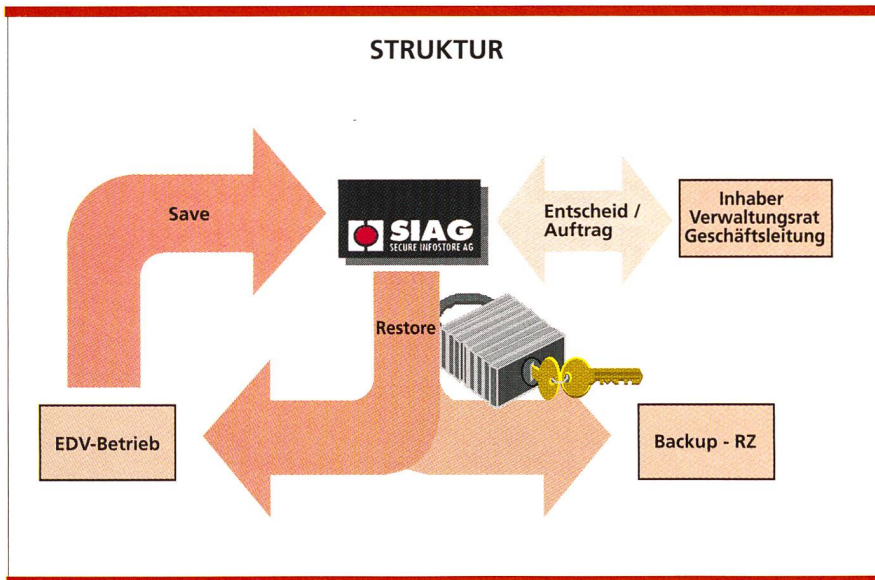 STRUKTUR
Save
SIAG
SECURE INFOSTORE AG
Entscheid /
Auftrag
Inhaber
Verwaltungsrat
Geschäftsleitung
Restore
EDV-Betrieb
Backup - RZ